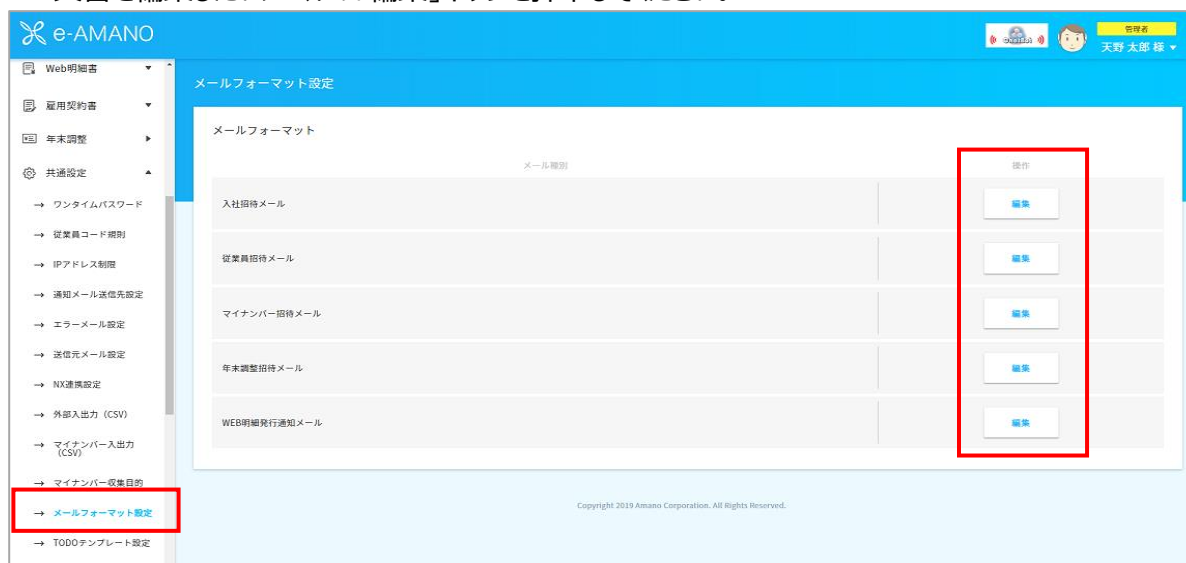 e-AMANO
管理者
天野 太郎 様 ▼
Web明細書 ▼
雇用契約書 ▼
年末調整 ▶
共通設定 ▲
→ ワンタイムパスワード
→ 従業員コード規則
→ IPアドレス制限
→ 通知メール送信先設定
→ エラーメール設定
→ 送信元メール設定
→ NX連携設定
→ 外部入出力（CSV）
→ マイナンバー入出力
（CSV）
→ マイナンバー収集目的
→ メールフォーマット設定
→ TODOテンプレート設定
メールフォーマット設定
メールフォーマット
メール種別 操作
入社招待メール 編集
従業員招待メール 編集
マイナンバー招待メール 編集
年末調整招待メール 編集
WEB明細発行通知メール 編集
Copyright 2019 Amano Corporation. All Rights Reserved.